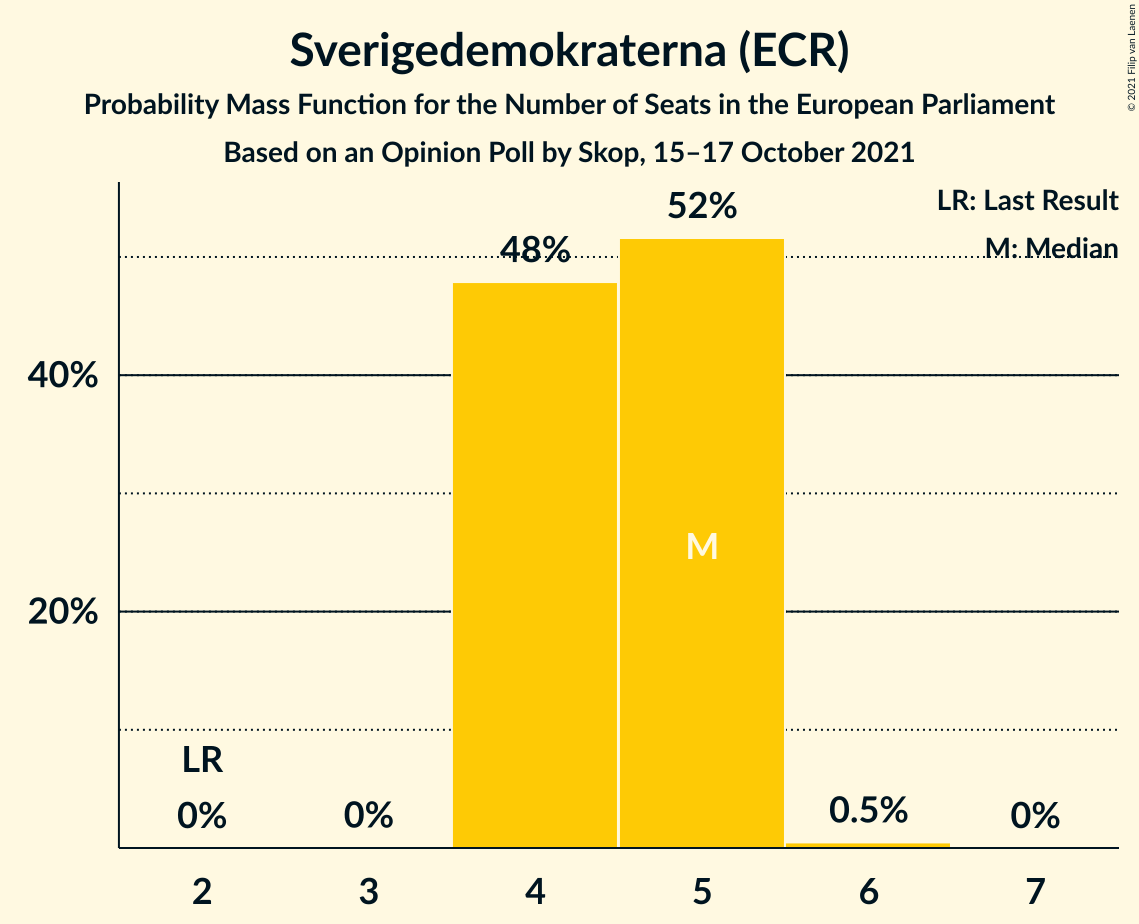 Sverigedemokraterna (ECR)
Probability Mass Function for the Number of Seats in the European Parliament
Based on an Opinion Poll by Skop, 15–17 October 2021
© 2021 Filip van Laenen
LR: Last Result
M: Median
52%
48%
40%
20%
M
LR
0%
0%
0.5%
0%
2
3
4
5
6
7